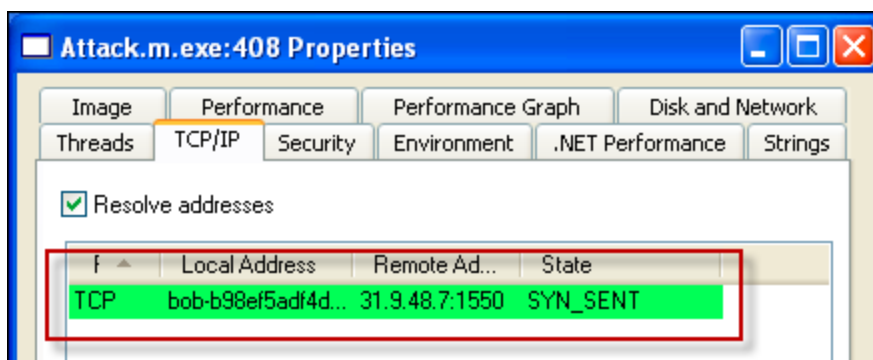 Attack.m.exe:408 Properties
Image Performance Performance Graph Disk and Network
Threads TCP/IP Security Environment .NET Performance Strings
Resolve addresses
Local Address Remote Ad... State
TCP bob-b98ef5adf4d... 31.9.48.7:1550 SYN_SENT